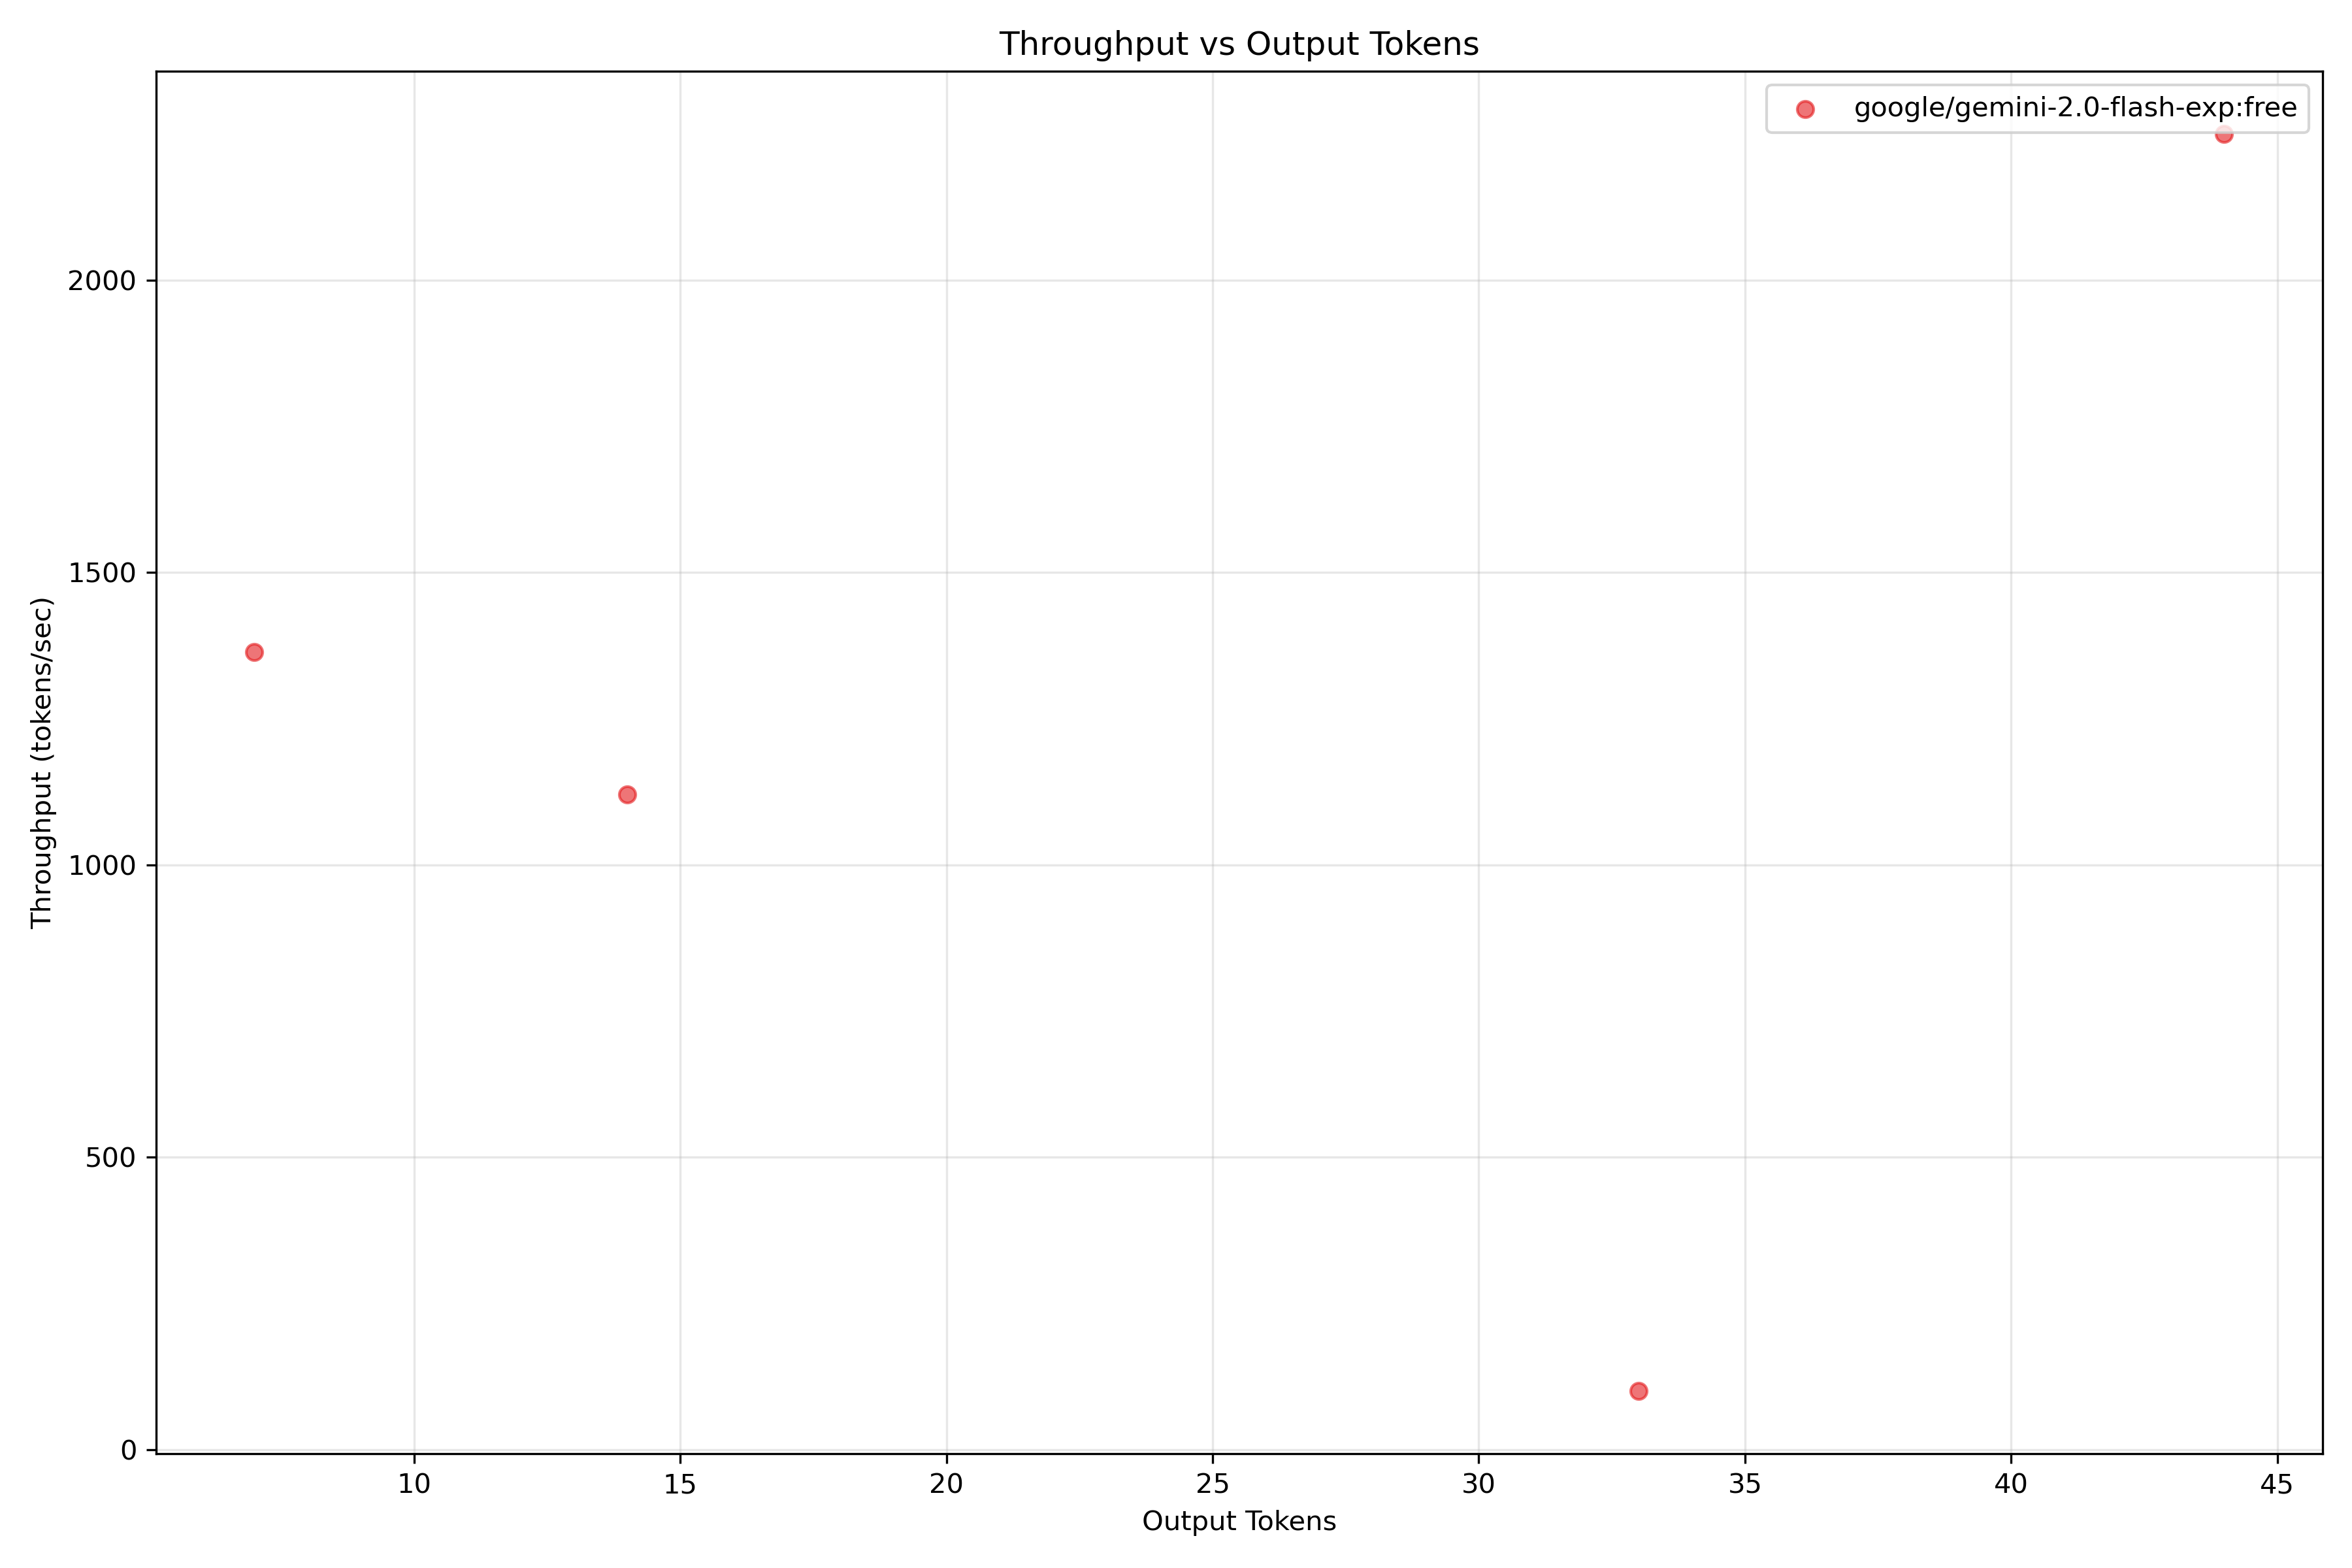 Throughput vs Output Tokens
google/gemini-2.0-flash-exp:free
Throughput (tokens/sec)
2000
1500
1000
500
0
10 15 20 25 30 35 40 45
Output Tokens